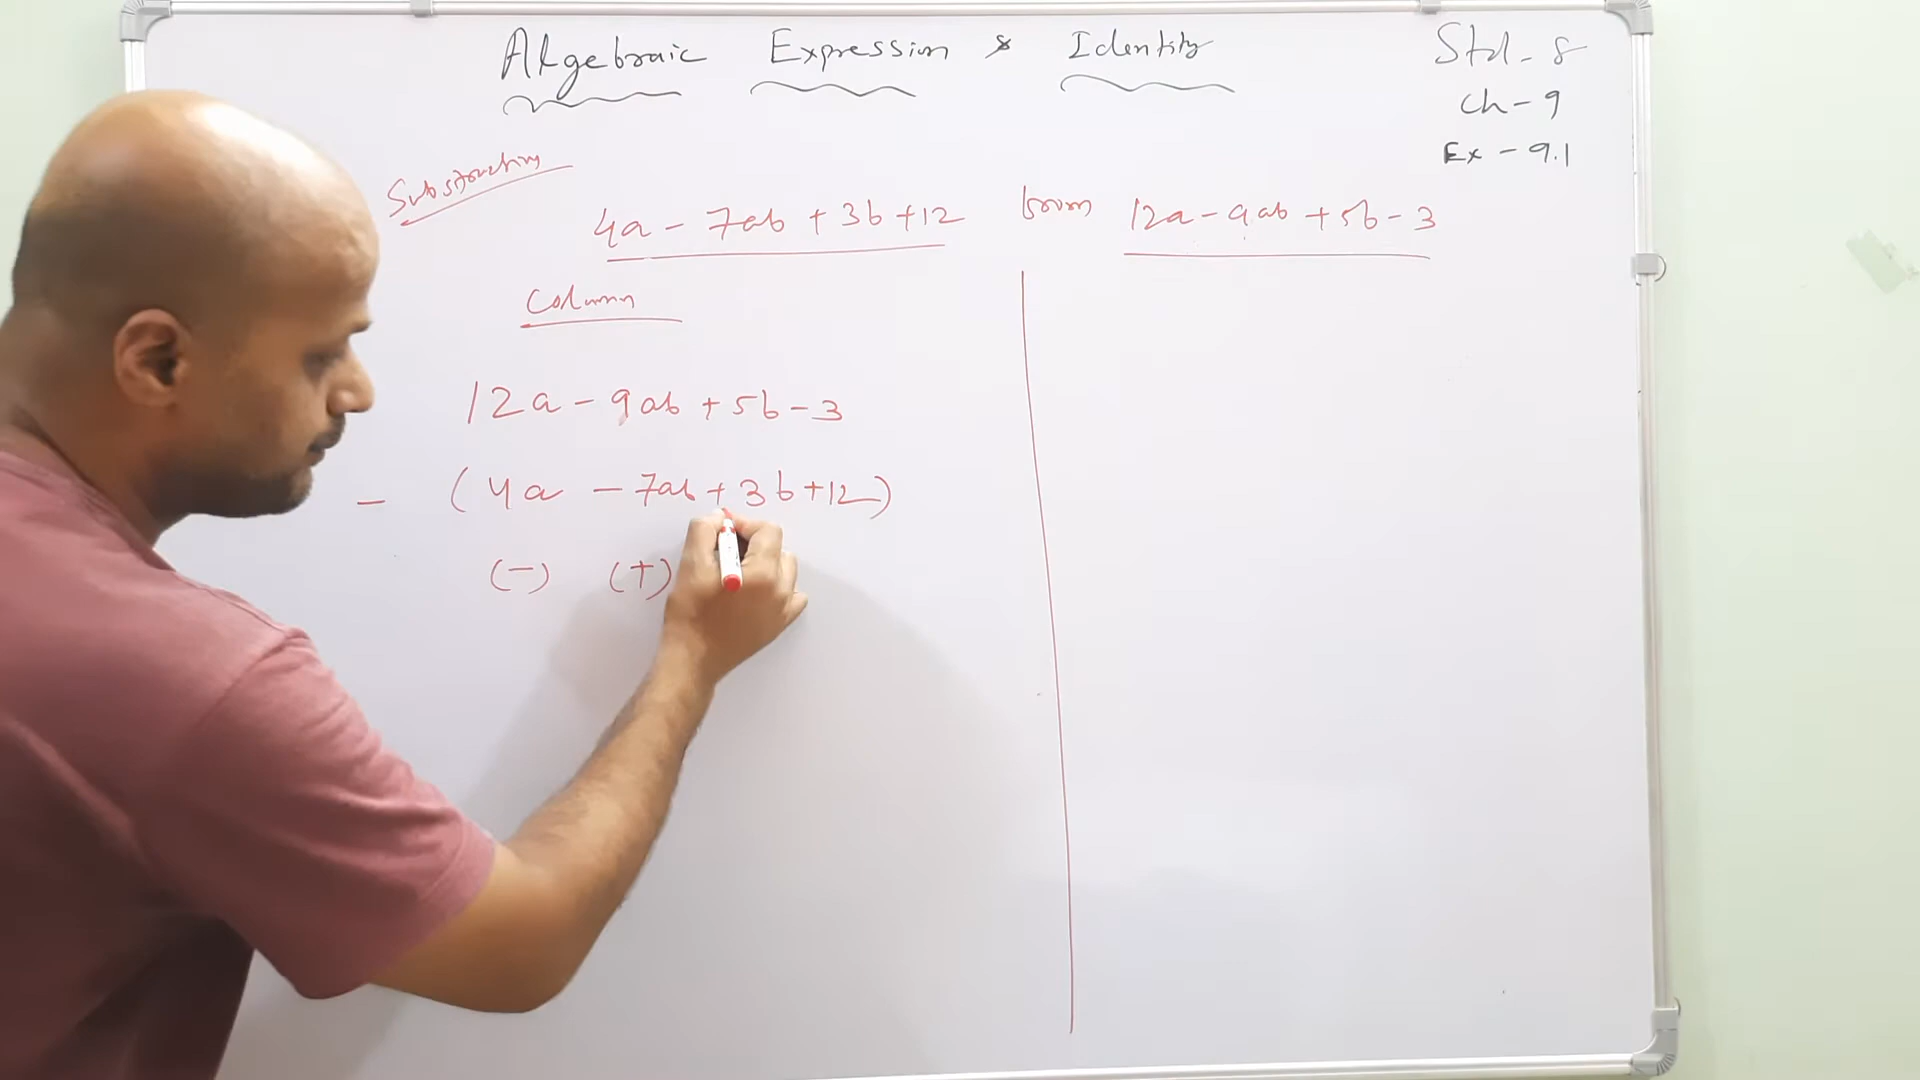 Algebraic Expression & Identity
Std - 8
Ch - 9
Ex - 9.1
Substraction
4a - 7ab + 3b + 12 from 12a - 9ab + 5b - 3
Column
12a - 9ab + 5b - 3
- (4a - 7ab + 3b + 12)
(-) (+)